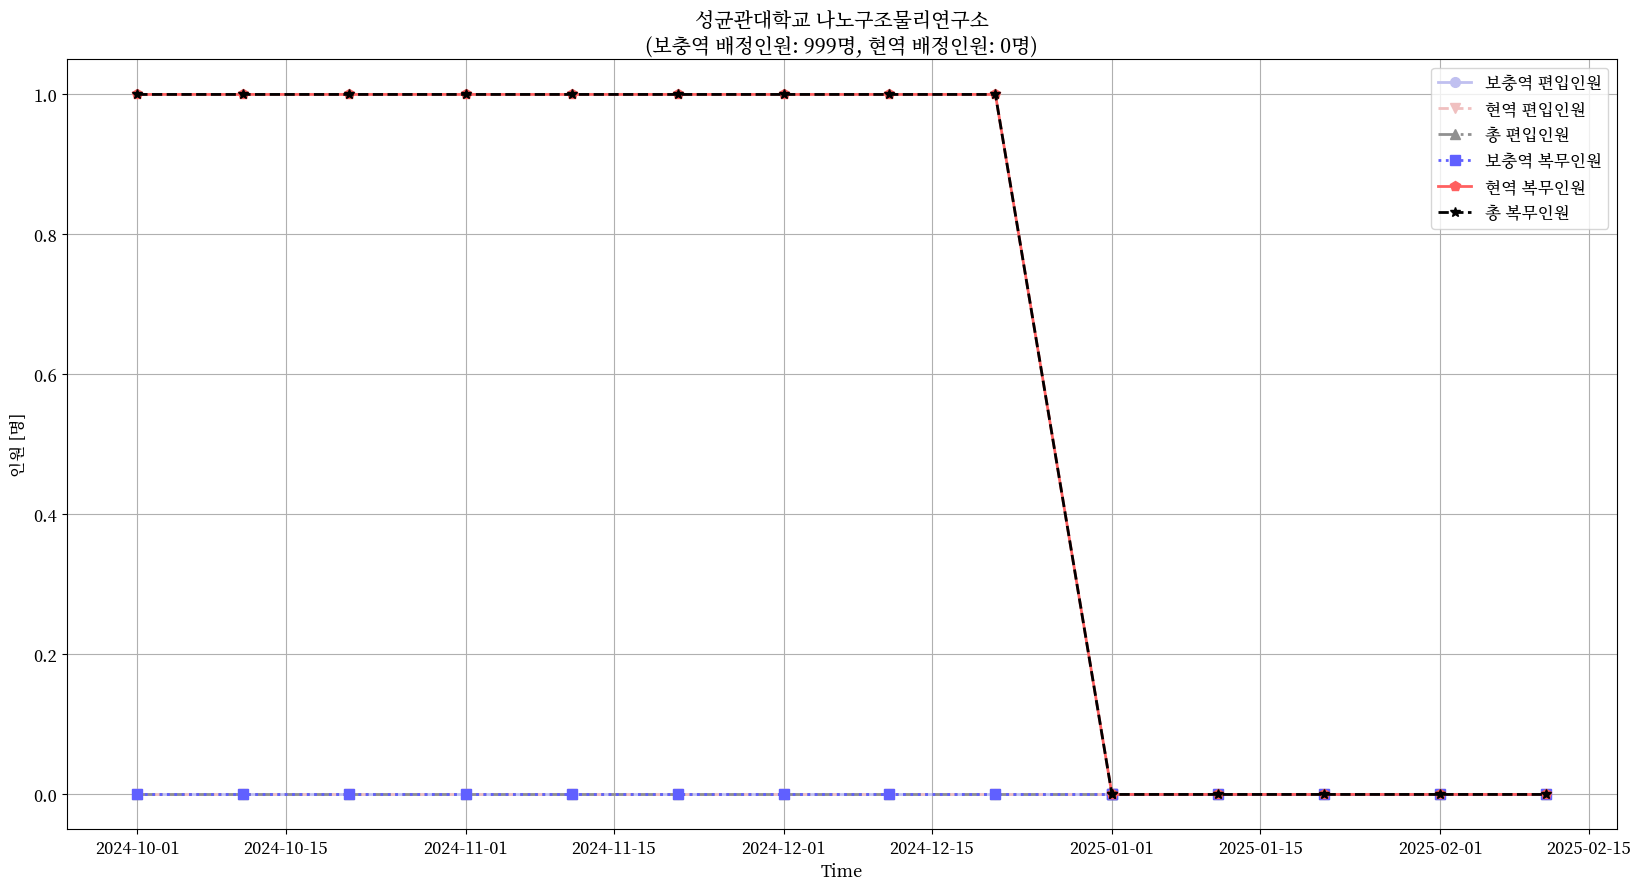 성균관대학교 나노구조물리연구소
(보충역 배정인원: 999명, 현역 배정인원: 0명)
보충역 편입인원
현역 편입인원
총 편입인원
보충역 복무인원
현역 복무인원
총 복무인원
인원 [명]
1.0
0.8
0.6
0.4
0.2
0.0
2024-10-01 2024-10-15 2024-11-01 2024-11-15 2024-12-01 2024-12-15 2025-01-01 2025-01-15 2025-02-01 2025-02-15
Time